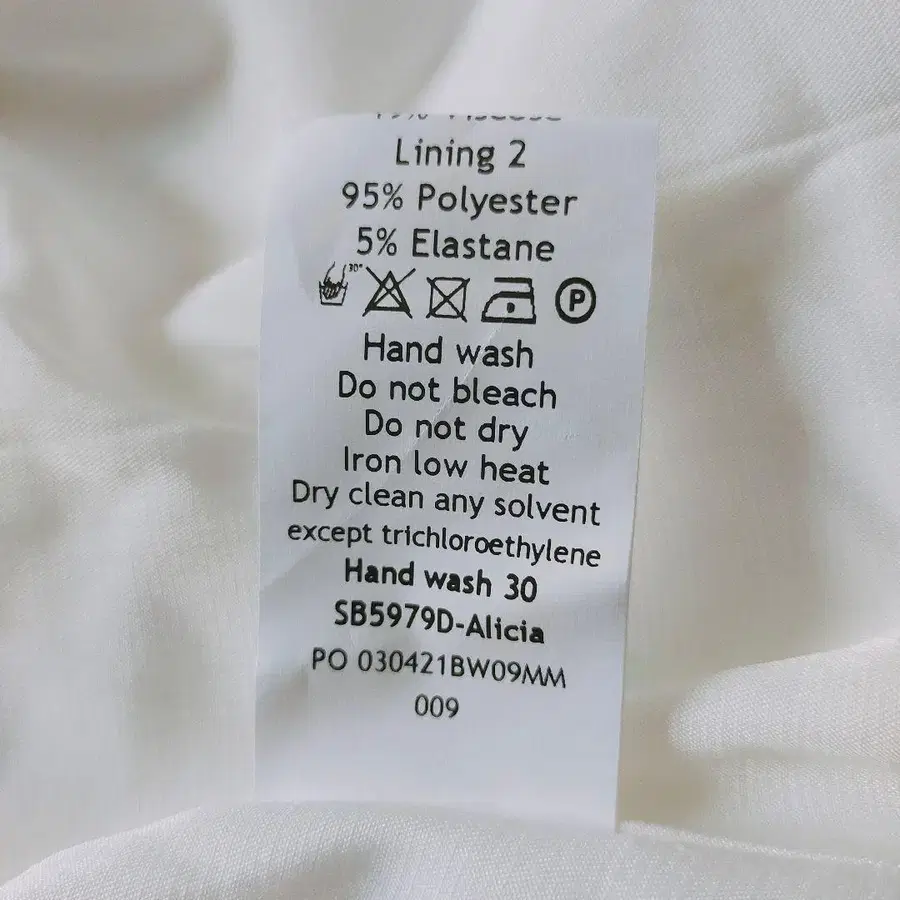 Lining 2
95% Polyester
5% Elastane
30°
P
Hand wash
Do not bleach
Do not dry
Iron low heat
Dry clean any solvent
except trichloroethylene
Hand wash 30
SB5979D-Alicia
PO 030421BW09MM
009